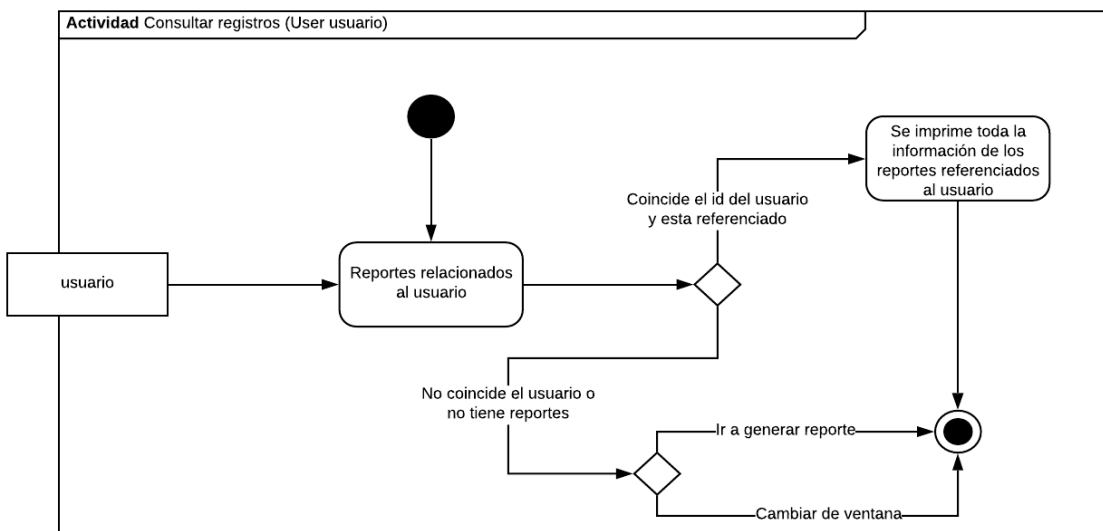 Actividad Consultar registros (User usuario)
Se imprime toda la
información de los
reportes referenciados
al usuario
Coincide el id del usuario
y esta referenciado
usuario
Reportes relacionados
al usuario
No coincide el usuario o
no tiene reportes
Ir a generar reporte
Cambiar de ventana